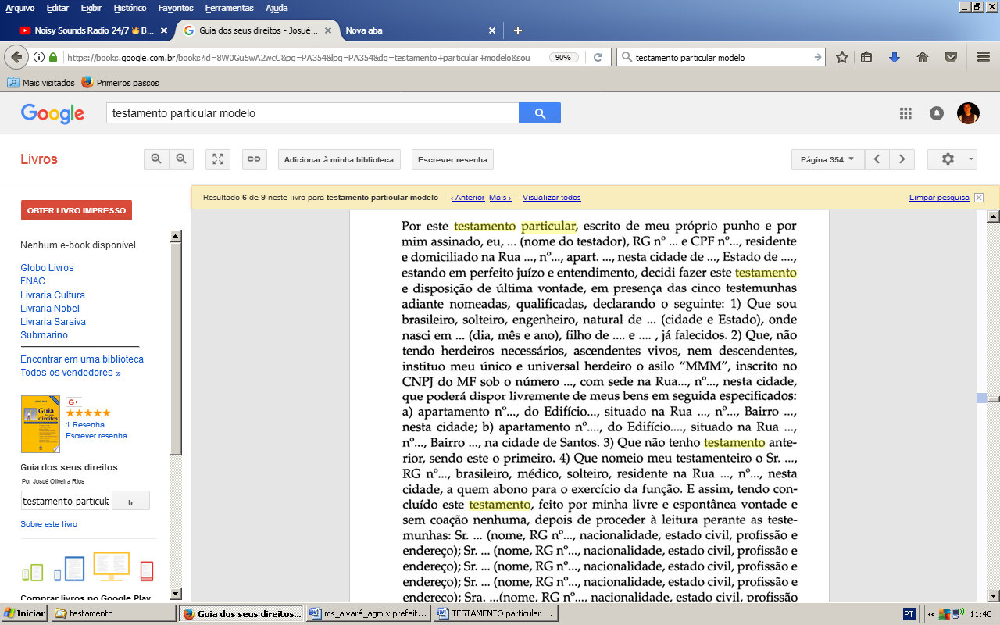 Arquivo Editar Exibir Histórico Favoritos Ferramentas Ajuda
Noisy Sounds Radio 24/7 🔥B...
Guia dos seus direitos - Josué...
Nova aba
https://books.google.com.br/books?id=8W0Gu5wA2wcC&pg=PA354&lpg=PA354&dq=testamento+particular+modelo&sou
90%
testamento particular modelo
Mais visitados Primeiros passos
Google
testamento particular modelo
Livros
Adicionar à minha biblioteca
Escrever resenha
Página 354
OBTER LIVRO IMPRESSO
Nenhum e-book disponível
Globo Livros
FNAC
Livraria Cultura
Livraria Nobel
Livraria Saraiva
Submarino
Encontrar em uma biblioteca
Todos os vendedores »
Guia
direitos
G+
1 Resenha
Escrever resenha
Guia dos seus direitos
Por Josué Oliveira Rios
testamento particula
Ir
Sobre este livro
Comprar livros no Google Play
Resultado 6 de 9 neste livro para testamento particular modelo - ‹ Anterior Mais › - Visualizar todos
Limpar pesquisa
Por este testamento particular, escrito de meu próprio punho e por
mim assinado, eu, ... (nome do testador), RG nº ... e CPF nº..., residente
e domiciliado na Rua ..., nº..., apart. ..., nesta cidade de ..., Estado de ....,
estando em perfeito juízo e entendimento, decidi fazer este testamento
e disposição de última vontade, em presença das cinco testemunhas
adiante nomeadas, qualificadas, declarando o seguinte: 1) Que sou
brasileiro, solteiro, engenheiro, natural de ... (cidade e Estado), onde
nasci em ... (dia, mês e ano), filho de .... e .... , já falecidos. 2) Que, não
tendo herdeiros necessários, ascendentes vivos, nem descendentes,
instituo meu único e universal herdeiro o asilo “MMM”, inscrito no
CNPJ do MF sob o número ..., com sede na Rua..., nº..., nesta cidade,
que poderá dispor livremente de meus bens em seguida especificados:
a) apartamento nº..., do Edifício..., situado na Rua ..., nº..., Bairro ...,
nesta cidade; b) apartamento nº...., do Edifício...., situado na Rua ...,
nº..., Bairro ..., na cidade de Santos. 3) Que não tenho testamento ante-
rior, sendo este o primeiro. 4) Que nomeio meu testamenteiro o Sr. ...,
RG nº..., brasileiro, médico, solteiro, residente na Rua ..., nº..., nesta
cidade, a quem abono para o exercício da função. E assim, tendo con-
cluído este testamento, feito por minha livre e espontânea vontade e
sem coação nenhuma, depois de proceder à leitura perante as teste-
munhas: Sr. ... (nome, RG nº..., nacionalidade, estado civil, profissão e
endereço); Sr. ... (nome, RG nº..., nacionalidade, estado civil, profissão e
endereço); Sr. ... (nome, RG nº..., nacionalidade, estado civil, profissão e
endereço); Sr. ... (nome, RG nº..., nacionalidade, estado civil, profissão e
endereço); Sra. ...(nome, RG nº..., nacionalidade, estado civil, profissão
Iniciar
testamento
Guia dos seus direitos...
ms_alvará_agm x prefeit...
TESTAMENTO particular ...
PT
«
11:40